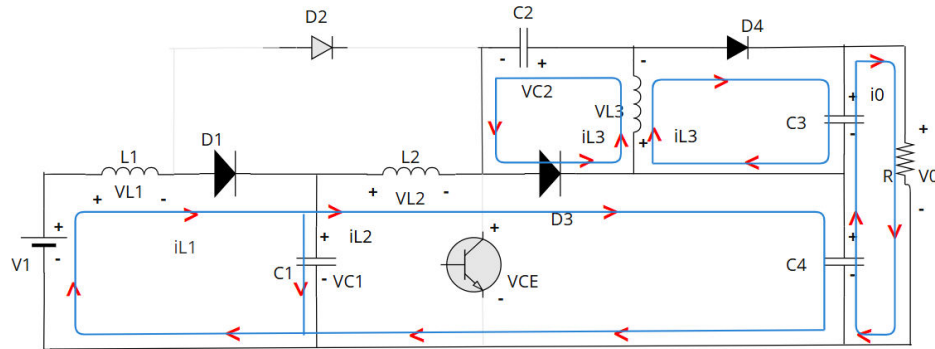 C2
D2
D4
- +
-
VC2
VL3
+
i0
+
iL3
iL3
C3
-
+
L1
D1
L2
+
R
V0
VL1
+ -
+ VL2 -
D3
-
+
iL1
+
iL2
+
+
V1
-
C1
-
VC1
VCE
-
C4
-